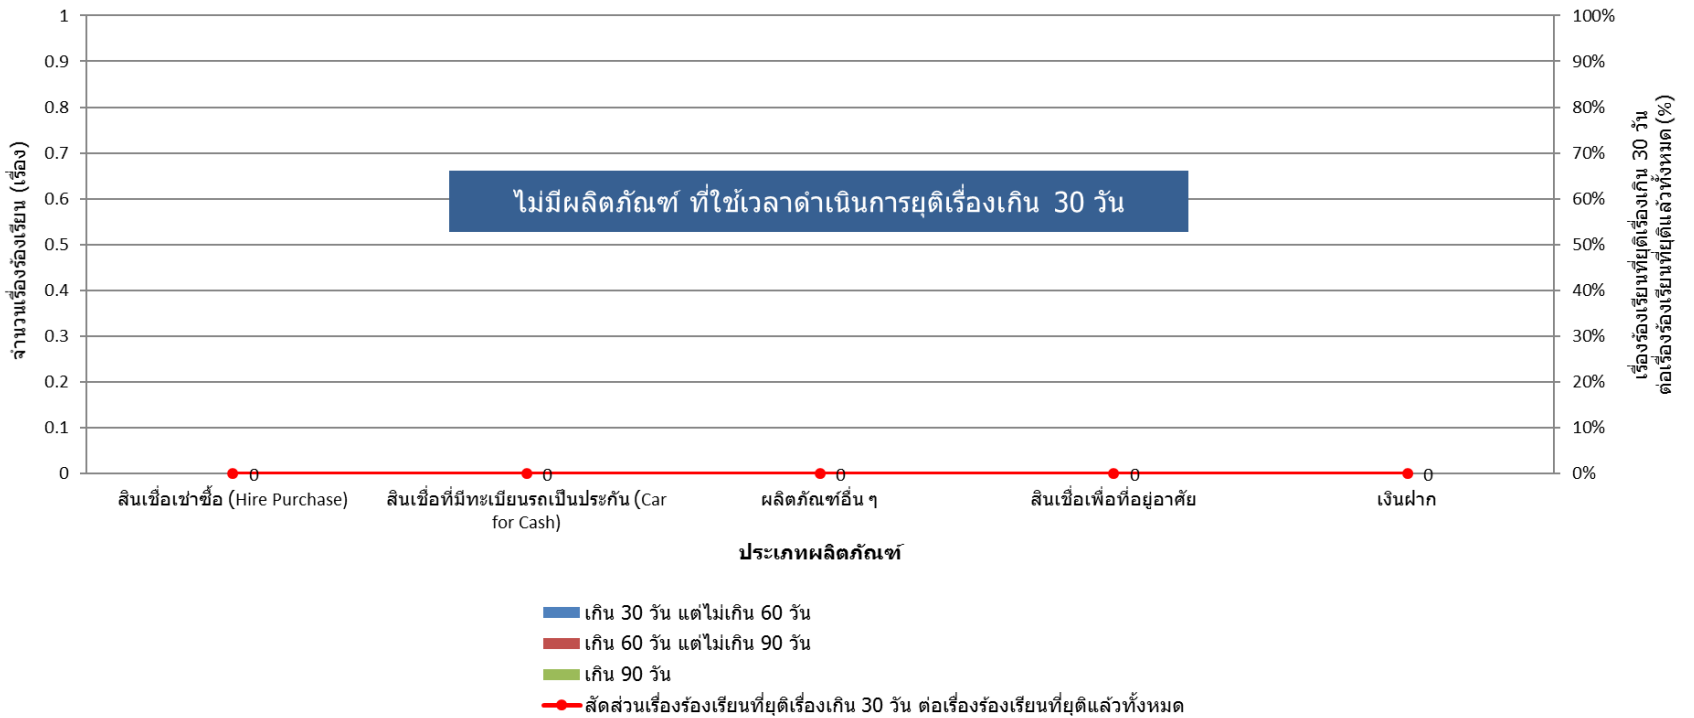 1
0.9
0.8
0.7
0.6
0.5
0.4
0.3
0.2
0.1
0
จำนวนเรื่องร้องเรียน (เรื่อง)
ไม่มีผลิตภัณฑ์ ที่ใช้เวลาดำเนินการยุติเรื่องเกิน 30 วัน
100%
90%
80%
70%
60%
50%
40%
30%
20%
10%
0%
เรื่องร้องเรียนที่ยุติเรื่องเกิน 30 วัน
ต่อเรื่องร้องเรียนที่ยุติแล้วทั้งหมด (%)
0 0 0 0 0
สินเชื่อเช่าซื้อ (Hire Purchase)
สินเชื่อที่มีทะเบียนรถเป็นประกัน (Car
for Cash)
ผลิตภัณฑ์อื่น ๆ
สินเชื่อเพื่อที่อยู่อาศัย
เงินฝาก
ประเภทผลิตภัณฑ์
เกิน 30 วัน แต่ไม่เกิน 60 วัน
เกิน 60 วัน แต่ไม่เกิน 90 วัน
เกิน 90 วัน
สัดส่วนเรื่องร้องเรียนที่ยุติเรื่องเกิน 30 วัน ต่อเรื่องร้องเรียนที่ยุติแล้วทั้งหมด